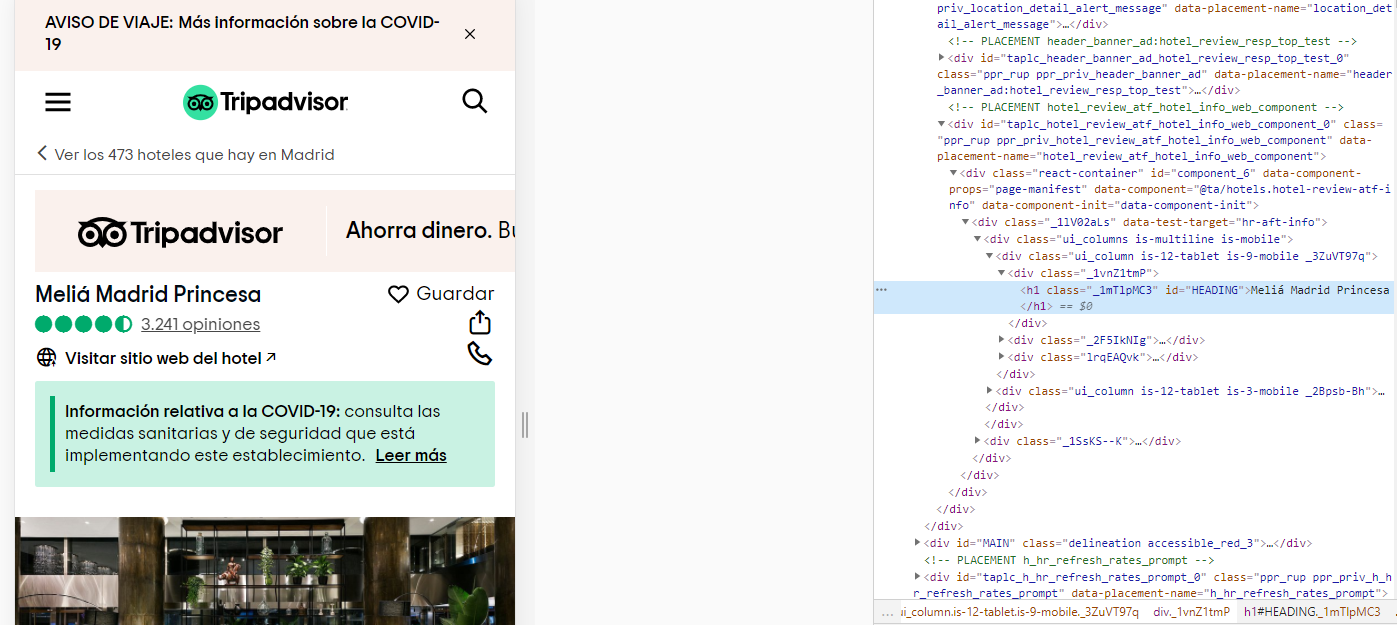 AVISO DE VIAJE: Más información sobre la COVID-
19
Tripadvisor
Ver los 473 hoteles que hay en Madrid
Tripadvisor
Ahorra dinero.
Meliá Madrid Princesa
Guardar
3.241 opiniones
Visitar sitio web del hotel
Información relativa a la COVID-19: consulta las
medidas sanitarias y de seguridad que está
implementando este establecimiento. Leer más
priv_location_detail_alert_message" data-placement-name="location_det
ail_alert_message">…</div>
<!-- PLACEMENT header_banner_ad:hotel_review_resp_top_test -->
<div id="taplc_header_banner_ad_hotel_review_resp_top_test_0"
class="ppr_rup ppr_priv_header_banner_ad" data-placement-name="header
_banner_ad:hotel_review_resp_top_test">…</div>
<!-- PLACEMENT hotel_review_atf_hotel_info_web_component -->
<div id="taplc_hotel_review_atf_hotel_info_web_component_0" class=
"ppr_rup ppr_priv_hotel_review_atf_hotel_info_web_component" data-
placement-name="hotel_review_atf_hotel_info_web_component">
<div class="react-container" id="component_6" data-component-
props="page-manifest" data-component="@ta/hotels.hotel-review-atf-i
nfo" data-component-init="data-component-init">
<div class="_1lV02aLs" data-test-target="hr-aft-info">
<div class="ui_columns is-multiline is-mobile">
<div class="ui_column is-12-tablet is-9-mobile _3ZuVT97q">
<div class="_1vnZ1tmP">
<h1 class="_1mTlpMC3" id="HEADING">Meliá Madrid Princesa
</h1> == $0
</div>
<div class="_2F5IkNIg">…</div>
<div class="lrqEAQvk">…</div>
</div>
<div class="ui_column is-12-tablet is-3-mobile _2Bpsb-Bh">…
</div>
</div>
<div class="_1SsKS--K">…</div>
</div>
</div>
</div>
</div>
</div>
<div id="MAIN" class="delineation accessible_red_3">…</div>
<!-- PLACEMENT h_hr_refresh_rates_prompt -->
<div id="taplc_h_hr_refresh_rates_prompt_0" class="ppr_rup ppr_priv_h_h
r_refresh_rates_prompt" data-placement-name="h_hr_refresh_rates_prompt">
... ui_column.is-12-tablet.is-9-mobile._3ZuVT97q div._1vnZ1tmP h1#HEADING._1mTlpMC3